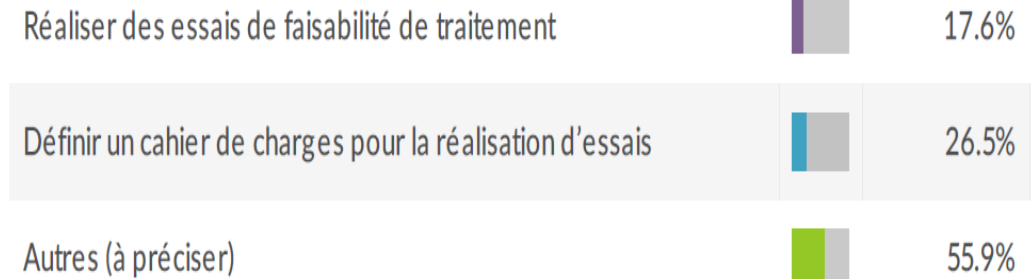 Réaliser des essais de faisabilité de traitement 17.6%
Définir un cahier de charges pour la réalisation d’essais 26.5%
Autres (à préciser) 55.9%